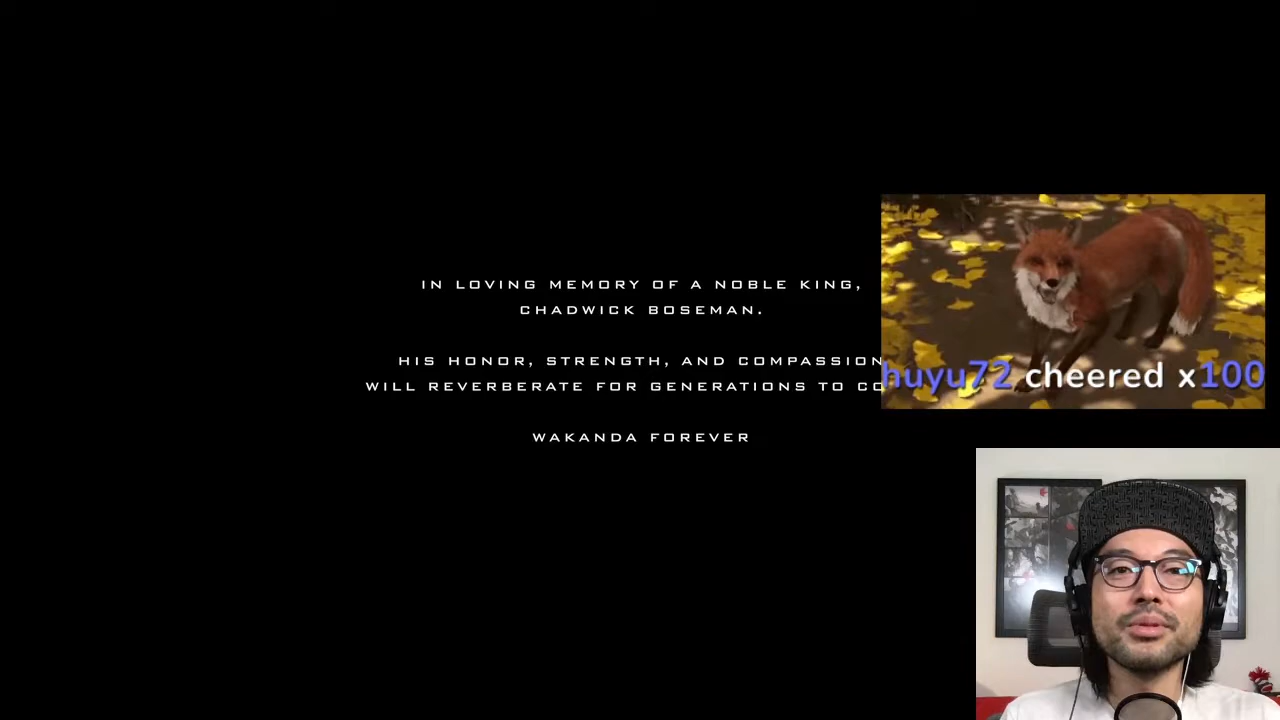 IN LOVING MEMORY OF A NOBLE KING,
CHADWICK BOSEMAN.
HIS HONOR, STRENGTH, AND COMPASSION
WILL REVERBERATE FOR GENERATIONS TO
WAKANDA FOREVER
huyu72 cheered x100